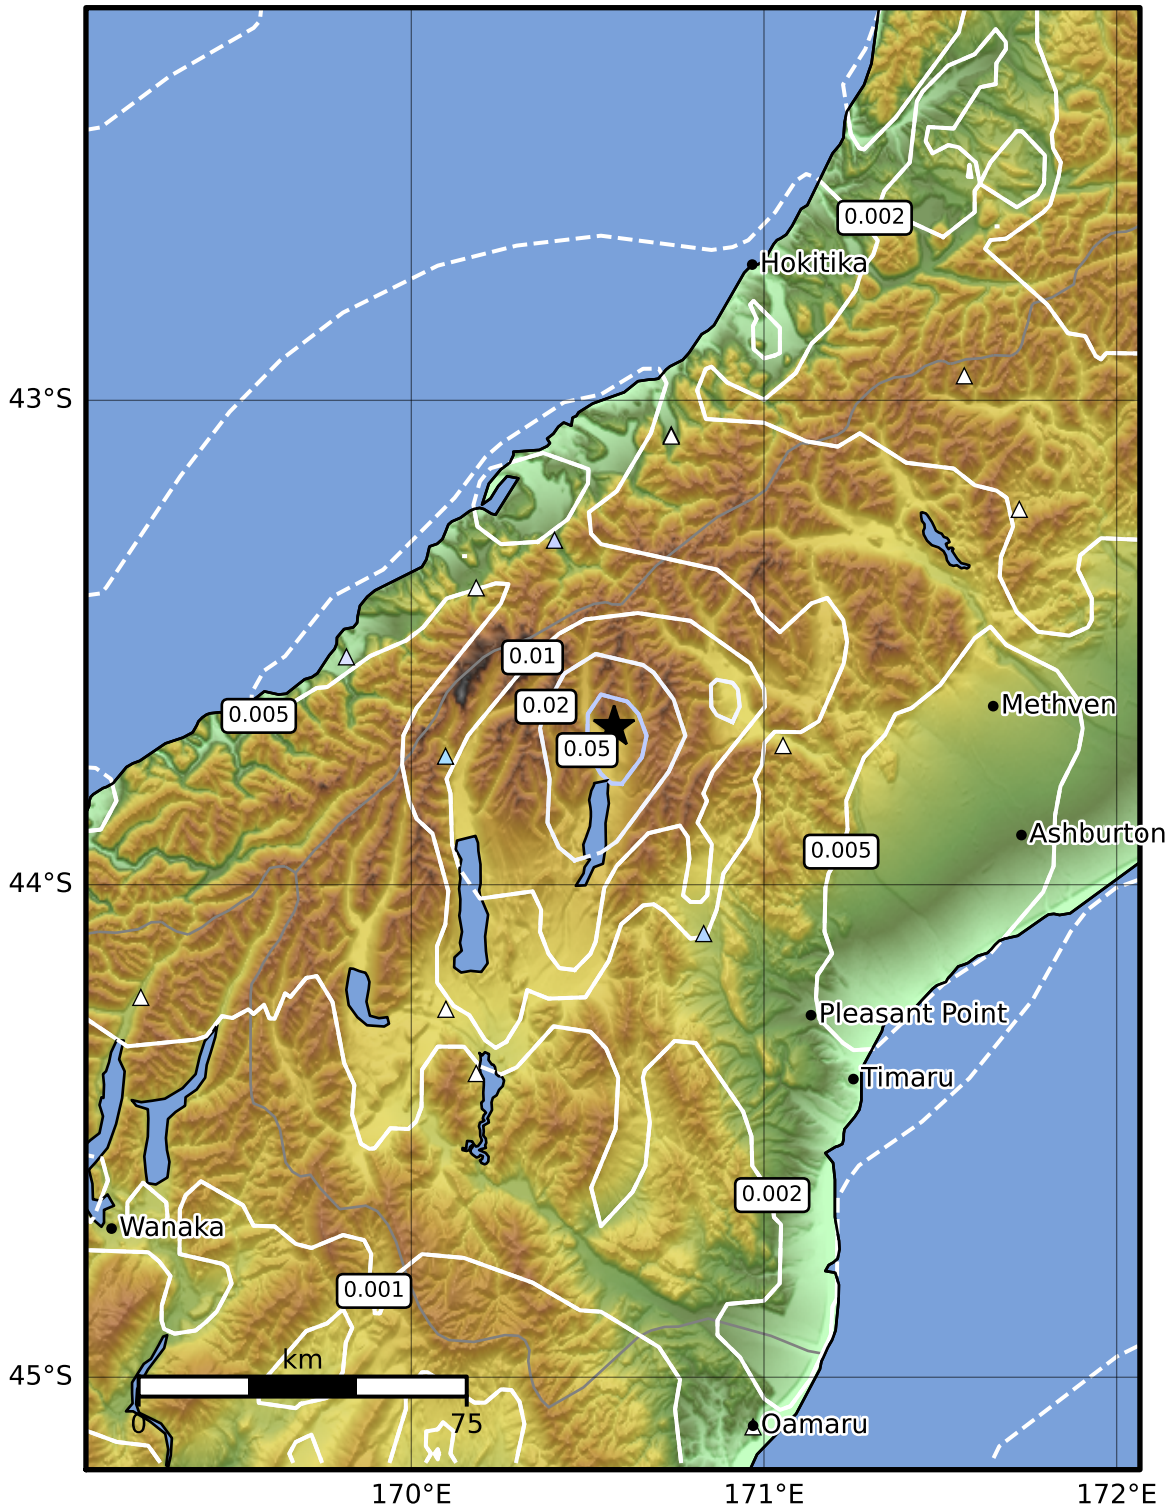 0.002
Hokitika
43°S
0.01
0.02
0.005
Methven
0.05
Ashburton
0.005
44°S
Pleasant Point
Timaru
0.002
Wanaka
0.001
km
45°S
0
75
Oamaru
170°E
171°E
172°E